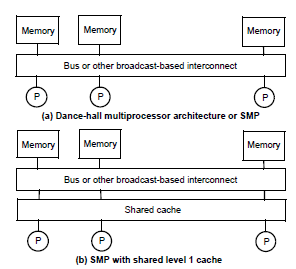 Memory Memory Memory
Bus or other broadcast-based interconnect
P P P
(a) Dance-hall multiprocessor architecture or SMP
Memory Memory Memory
Bus or other broadcast-based interconnect
Shared cache
P P P
(b) SMP with shared level 1 cache